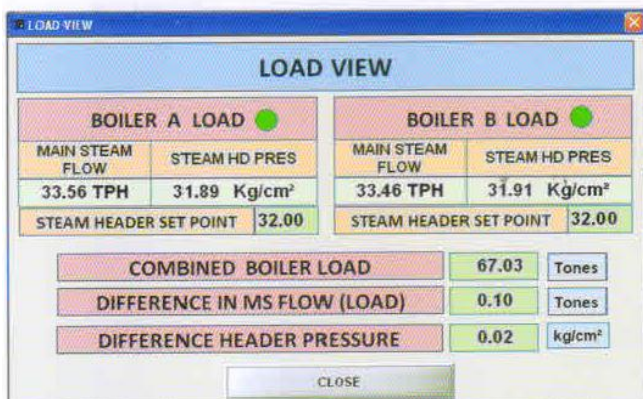 LOAD VIEW
LOAD VIEW
BOILER A LOAD
MAIN STEAM FLOW
STEAM HD PRES
33.56 TPH
31.89 Kg/cm²
STEAM HEADER SET POINT 32.00
BOILER B LOAD
MAIN STEAM FLOW
STEAM HD PRES
33.46 TPH
31.91 Kg/cm²
STEAM HEADER SET POINT 32.00
COMBINED BOILER LOAD 67.03 Tones
DIFFERENCE IN MS FLOW (LOAD) 0.10 Tones
DIFFERENCE HEADER PRESSURE 0.02 kg/cm²
CLOSE